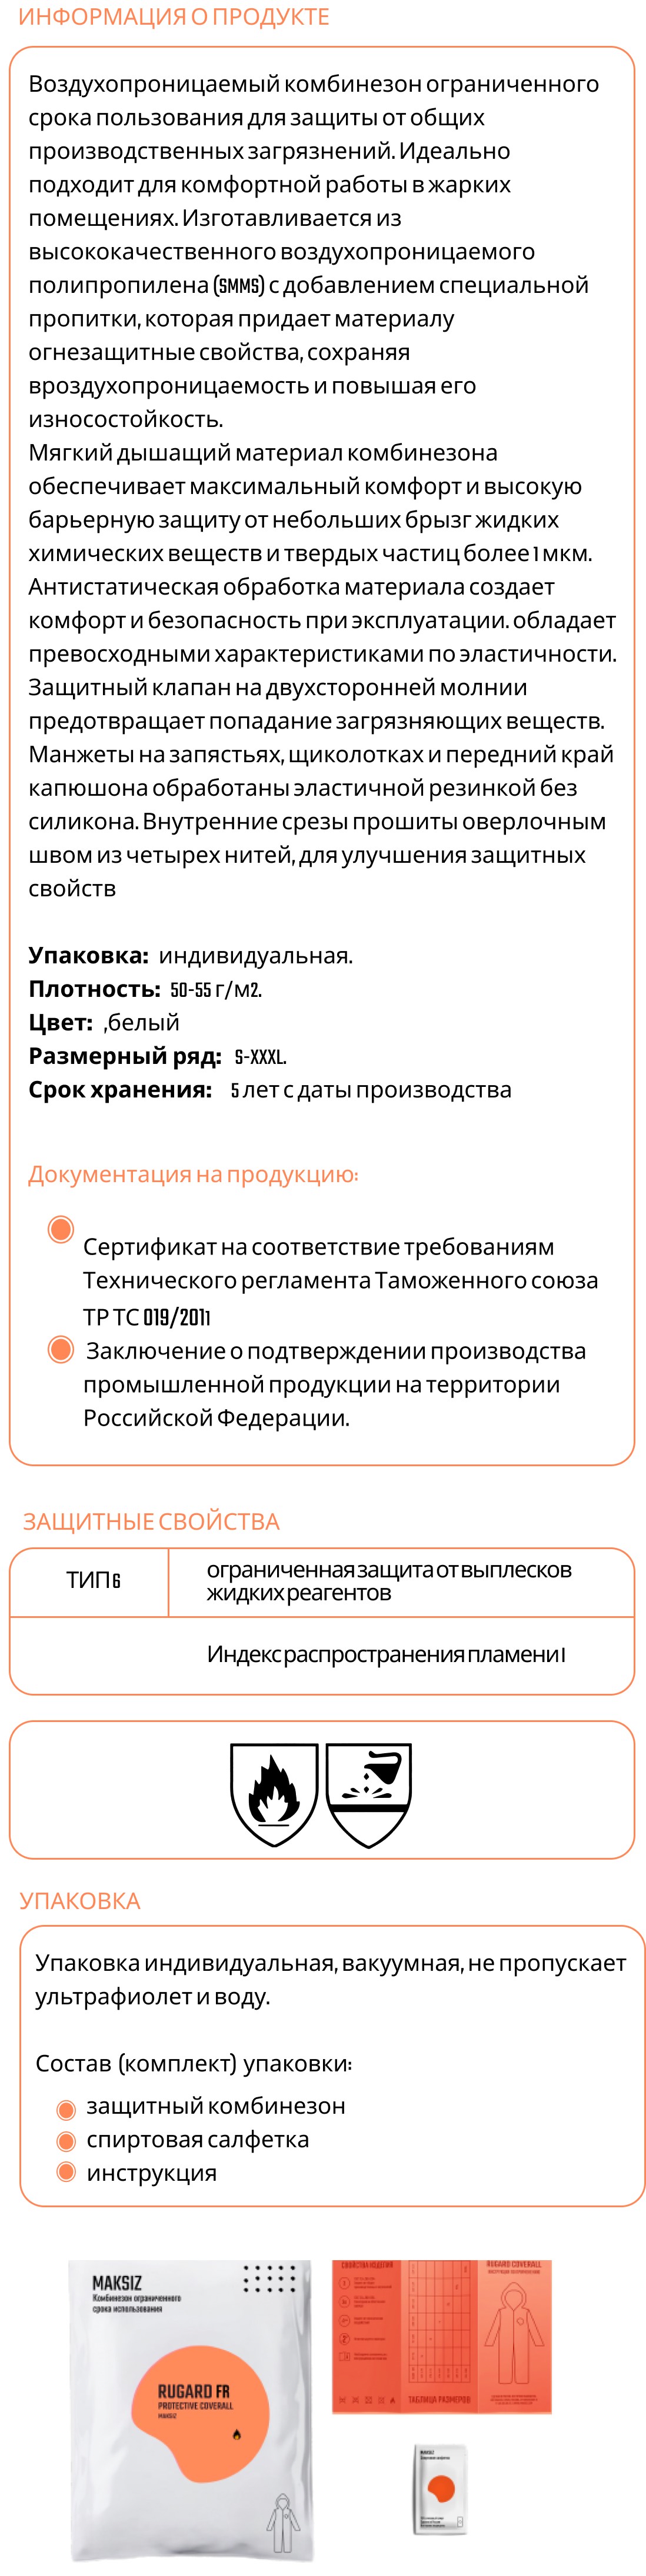 ИНФОРМАЦИЯ О ПРОДУКТЕ
Воздухопроницаемый комбинезон ограниченного
срока пользования для защиты от общих
производственных загрязнений. Идеально
подходит для комфортной работы в жарких
помещениях. Изготавливается из
высококачественного воздухопроницаемого
полипропилена (SMMS) с добавлением специальной
пропитки, которая придает материалу
огнезащитные свойства, сохраняя
вроздухопроницаемость и повышая его
износостойкость.
Мягкий дышащий материал комбинезона
обеспечивает максимальный комфорт и высокую
барьерную защиту от небольших брызг жидких
химических веществ и твердых частиц более 1 мкм.
Антистатическая обработка материала создает
комфорт и безопасность при эксплуатации. обладает
превосходными характеристиками по эластичности.
Защитный клапан на двухсторонней молнии
предотвращает попадание загрязняющих веществ.
Манжеты на запястьях, щиколотках и передний край
капюшона обработаны эластичной резинкой без
силикона. Внутренние срезы прошиты оверлочным
швом из четырех нитей, для улучшения защитных
свойств
Упаковка: индивидуальная.
Плотность: 50-55 г/м2.
Цвет: ,белый
Размерный ряд: S-XXXL.
Срок хранения: 5 лет с даты производства
Документация на продукцию:
Сертификат на соответствие требованиям
Технического регламента Таможенного союза
ТР ТС 019/2011
Заключение о подтверждении производства
промышленной продукции на территории
Российской Федерации.
ЗАЩИТНЫЕ СВОЙСТВА
ТИП 6
ограниченная защита от выплесков
жидких реагентов
Индекс распространения пламени I
УПАКОВКА
Упаковка индивидуальная, вакуумная, не пропускает
ультрафиолет и воду.
Состав (комплект) упаковки:
защитный комбинезон
спиртовая салфетка
инструкция
MAKSIZ
Комбинезон ограниченного
срока использования
RUGARD FR
PROTECTIVE COVERALL
MAKSIZ
СВОЙСТВА ИЗДЕЛИЯ
ТАБЛИЦА РАЗМЕРОВ
RUGARD COVERALL
MAKSIZ